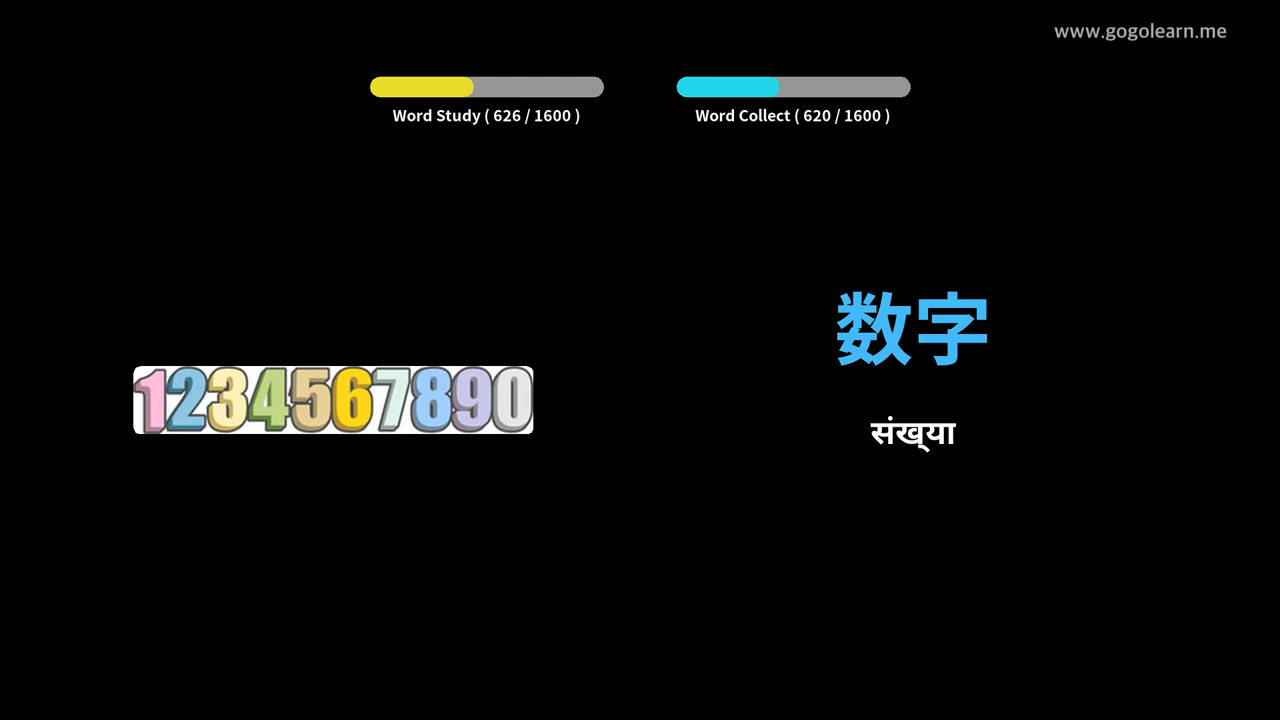 www.gogolearn.me
Word Study ( 626 / 1600 )
Word Collect ( 620 / 1600 )
数字
1234567890
संख्या